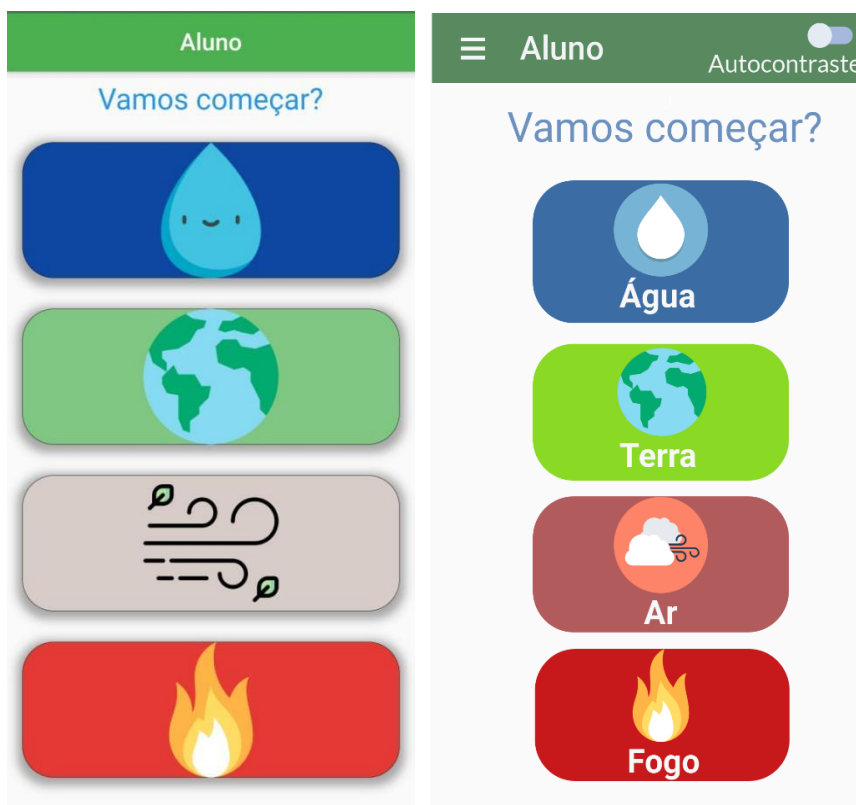 Aluno
Vamos começar?
Aluno
Autocontraste
Vamos começar?
Água
Terra
Ar
Fogo